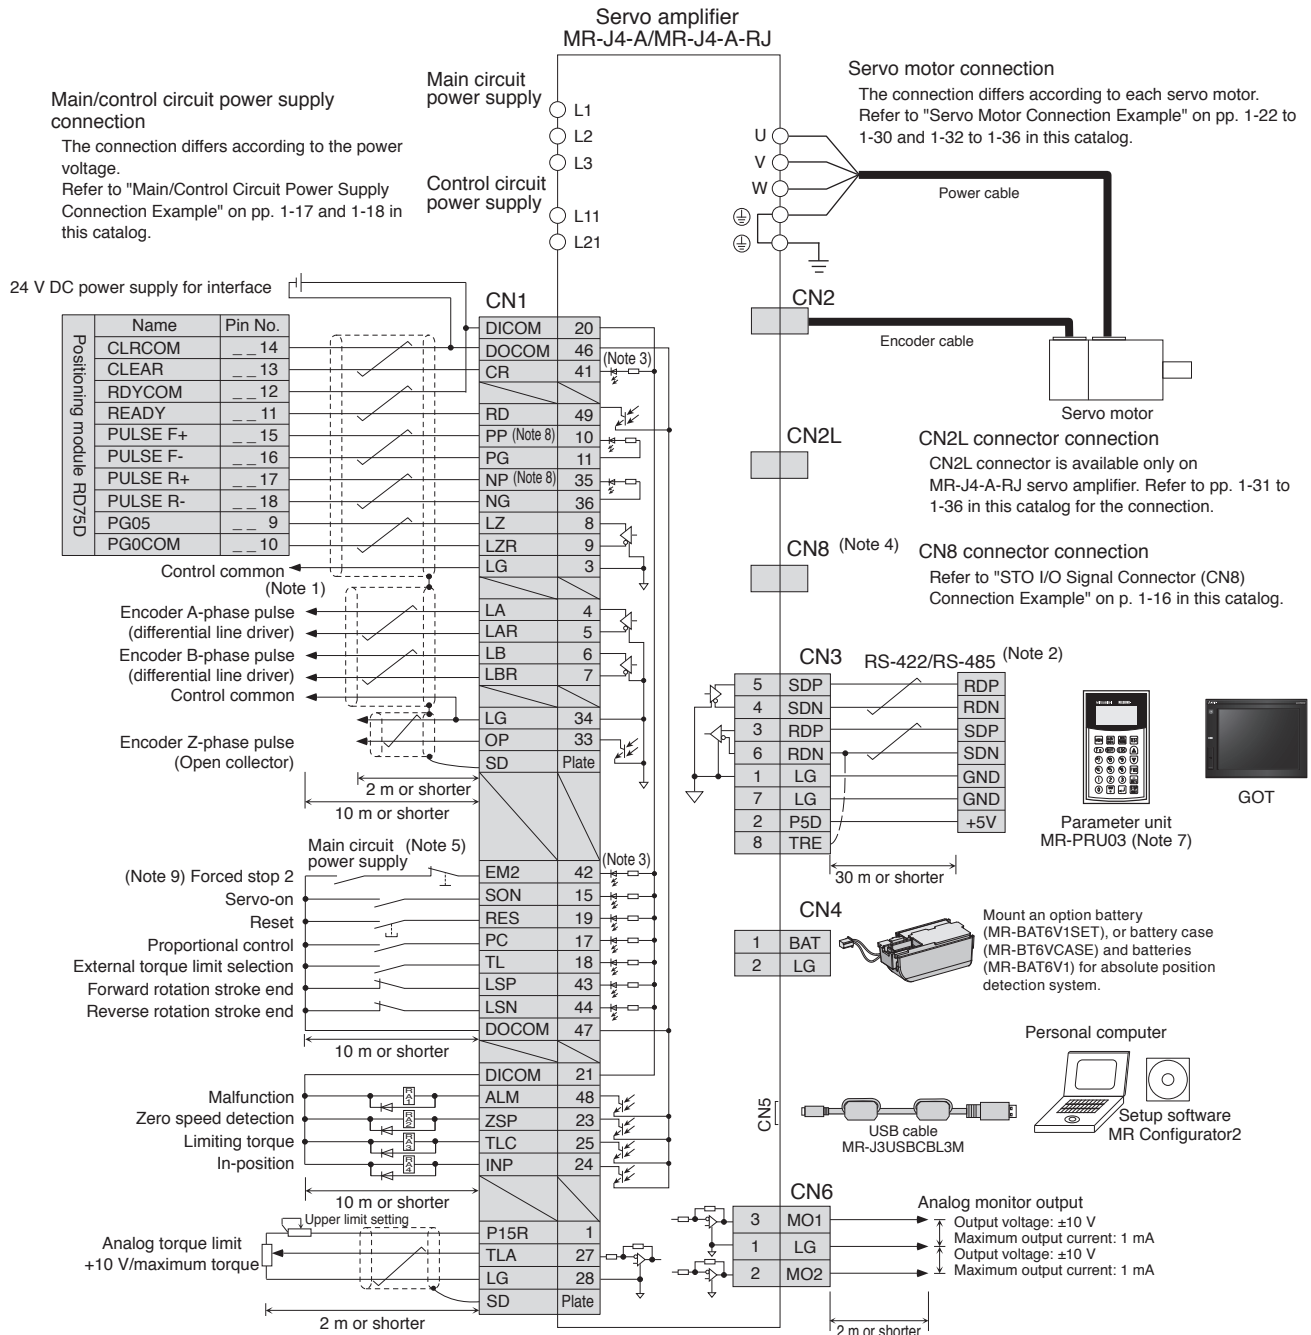 Servo amplifier
MR-J4-A/MR-J4-A-RJ
Main/control circuit power supply
connection
The connection differs according to the power
voltage.
Refer to "Main/Control Circuit Power Supply
Connection Example" on pp. 1-17 and 1-18 in
this catalog.
Main circuit
power supply
L1
L2
L3
Control circuit
power supply
L11
L21
U
V
W
Servo motor connection
The connection differs according to each servo motor.
Refer to "Servo Motor Connection Example" on pp. 1-22 to
1-30 and 1-32 to 1-36 in this catalog.
Power cable
CN2
Encoder cable
Servo motor
24 V DC power supply for interface
Positioning module RD75D
Name Pin No.
CLRCOM _ _ 14
CLEAR _ _ 13
RDYCOM _ _ 12
READY _ _ 11
PULSE F+ _ _ 15
PULSE F- _ _ 16
PULSE R+ _ _ 17
PULSE R- _ _ 18
PG05 _ _ 9
PG0COM _ _ 10
Control common
(Note 1)
Encoder A-phase pulse
(differential line driver)
Encoder B-phase pulse
(differential line driver)
Control common
Encoder Z-phase pulse
(Open collector)
2 m or shorter
10 m or shorter
CN1
DICOM 20
DOCOM 46
CR 41
(Note 3)
RD 49
PP (Note 8) 10
PG 11
NP (Note 8) 35
NG 36
LZ 8
LZR 9
LG 3
LA 4
LAR 5
LB 6
LBR 7
LG 34
OP 33
SD Plate
Main circuit
power supply
(Note 5)
(Note 9) Forced stop 2
Servo-on
Reset
Proportional control
External torque limit selection
Forward rotation stroke end
Reverse rotation stroke end
10 m or shorter
EM2 42
(Note 3)
SON 15
RES 19
PC 17
TL 18
LSP 43
LSN 44
DOCOM 47
Malfunction
Zero speed detection
Limiting torque
In-position
RA1
RA2
RA3
RA4
10 m or shorter
DICOM 21
ALM 48
ZSP 23
TLC 25
INP 24
Upper limit setting
Analog torque limit
+10 V/maximum torque
2 m or shorter
P15R 1
TLA 27
LG 28
SD Plate
CN2L
CN2L connector connection
CN2L connector is available only on
MR-J4-A-RJ servo amplifier. Refer to pp. 1-31 to
1-36 in this catalog for the connection.
CN8 (Note 4)
CN8 connector connection
Refer to "STO I/O Signal Connector (CN8)
Connection Example" on p. 1-16 in this catalog.
CN3
RS-422/RS-485 (Note 2)
5 SDP RDP
4 SDN RDN
3 RDP SDP
6 RDN SDN
1 LG GND
7 LG GND
2 P5D +5V
8 TRE
30 m or shorter
Parameter unit
MR-PRU03 (Note 7)
GOT
CN4
1 BAT
2 LG
Mount an option battery
(MR-BAT6V1SET), or battery case
(MR-BT6VCASE) and batteries
(MR-BAT6V1) for absolute position
detection system.
CN5
USB cable
MR-J3USBCBL3M
Personal computer
Setup software
MR Configurator2
CN6
3 MO1
1 LG
2 MO2
Analog monitor output
Output voltage: ±10 V
Maximum output current: 1 mA
Output voltage: ±10 V
Maximum output current: 1 mA
2 m or shorter